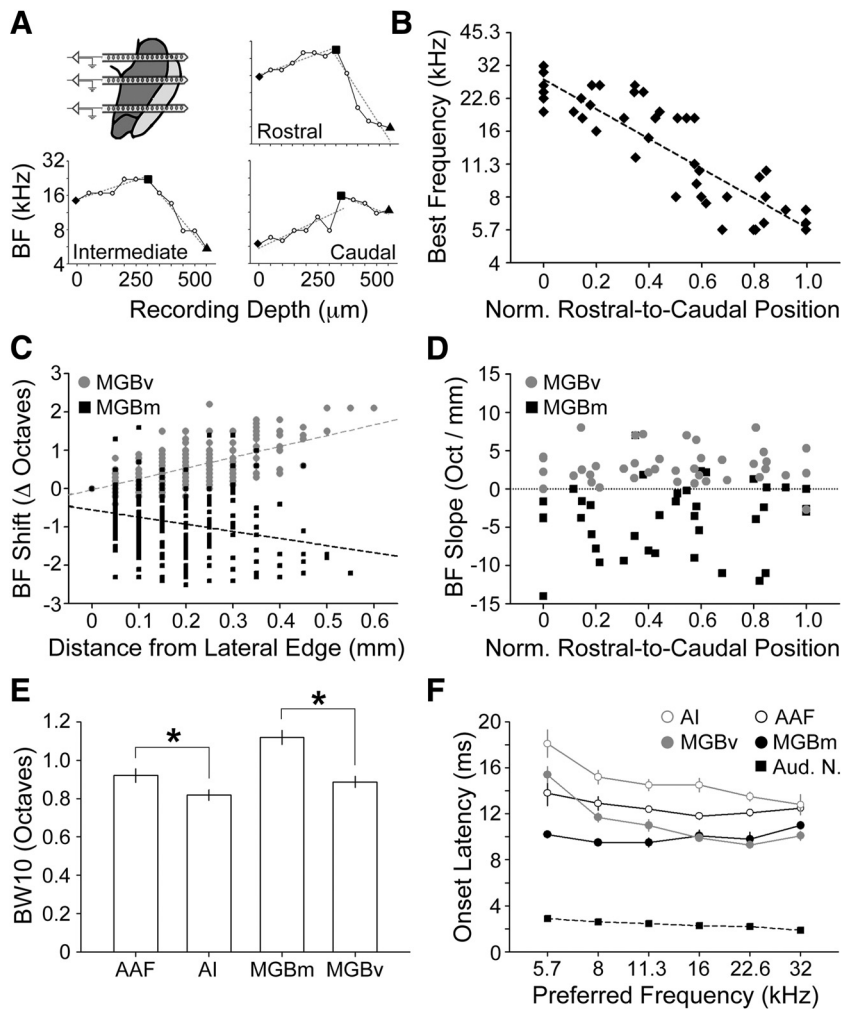 A
Rostral
BF (kHz)
32
16
8
4
Intermediate
Caudal
0 250 500
0 250 500
Recording Depth (μm)
B
Best Frequency (kHz)
45.3
32
22.6
16
11.3
8
5.7
4
0 0.2 0.4 0.6 0.8 1.0
Norm. Rostral-to-Caudal Position
C
BF Shift (Δ Octaves)
3
2
1
0
-1
-2
-3
MGBv
MGBm
0 0.1 0.2 0.3 0.4 0.5 0.6
Distance from Lateral Edge (mm)
D
BF Slope (Oct / mm)
15
10
5
0
-5
-10
-15
MGBv
MGBm
0 0.2 0.4 0.6 0.8 1.0
Norm. Rostral-to-Caudal Position
E
BW10 (Octaves)
1.2
1.0
0.8
0.6
0.4
0.2
0
*
*
AAF AI MGBm MGBv
F
Onset Latency (ms)
20
16
12
8
4
0
AI AAF
MGBv MGBm
Aud. N.
5.7 8 11.3 16 22.6 32
Preferred Frequency (kHz)